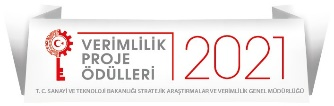 VERİMLİLİK
PROJE
ÖDÜLLERİ
2021
T. C. SANAYİ VE TEKNOLOJİ BAKANLIĞI STRATEJİK ARAŞTIRMALAR VE VERİMLİLİK GENEL MÜDÜRLÜĞÜ